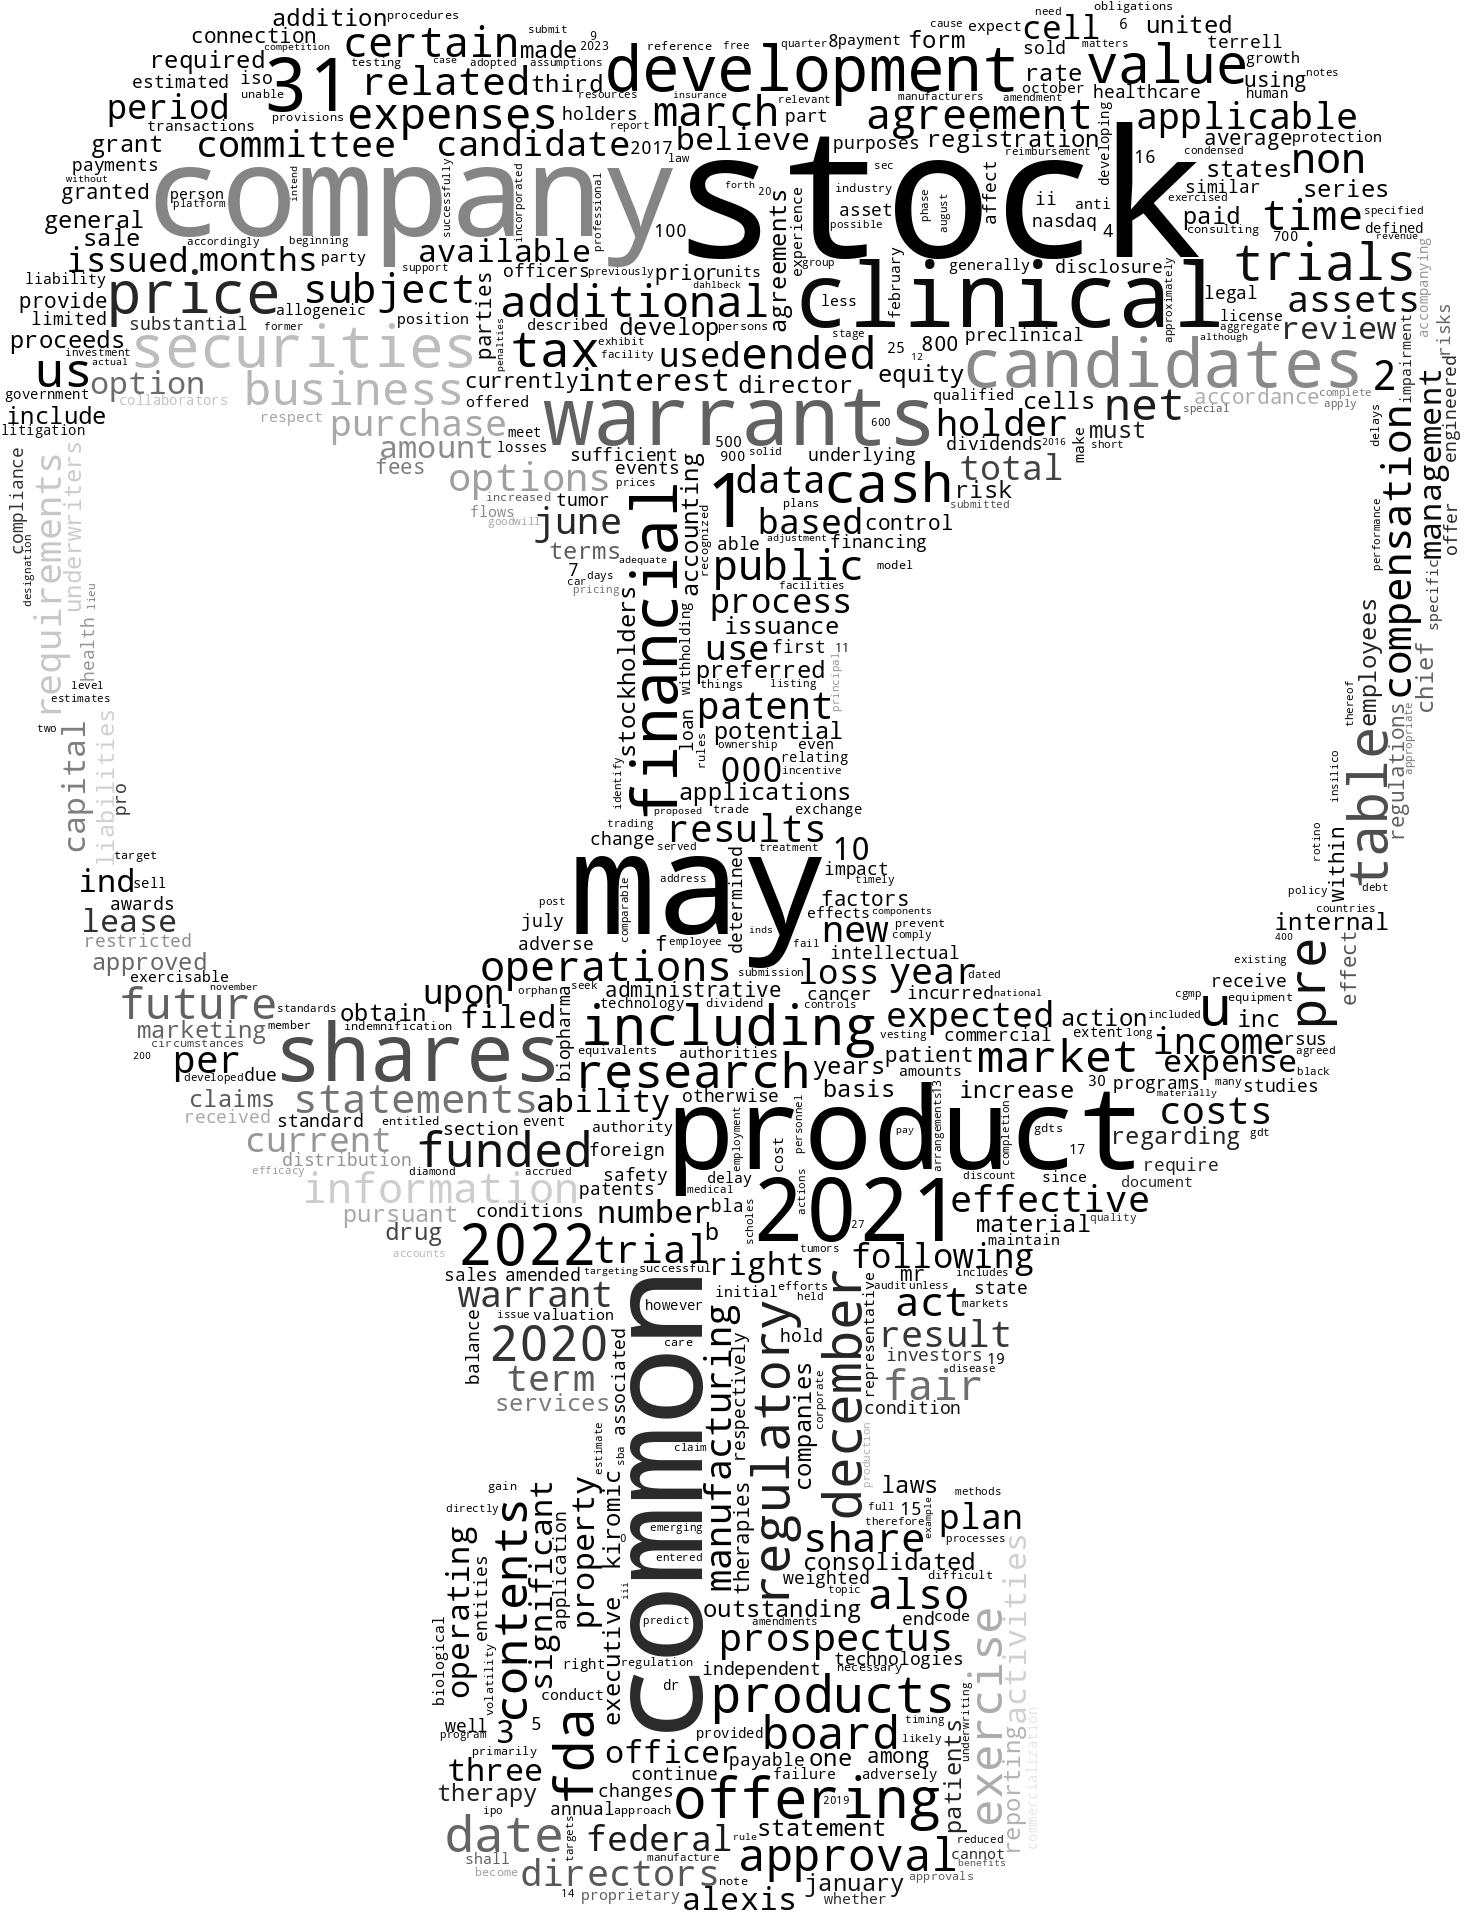 addition procedures submit 9 cause expect need obligations
connection competition certain made 2023 reference free quarter 8 payment form cell 6 united
required testing case adopted assumptions development sold matters value terrell growth
estimated iso unable 31 related third resources insurance rate october healthcare using notes human
period provisions expenses holders march relevant part manufacturers amendment agreement applicable
transactions report
grant committee candidate 2017 believe purposes registration developing average protection
payments law sec reimbursement 16 condensed states non
without company stock
granted person platform intend successfully incorporated professional forth 20 industry affect ii anti exercised similar series
general 100 agreements experience asset possible phase august nasdaq 4 paid consulting time specified defined
sale accordingly beginning available 700 revenue
issued months party support officers previously prior units group generally disclosure trials accompanying
liability price subject parties additional dahlbeck less february clinical approximately legal assets
provide allogeneic
limited substantial former position described develop persons stage preclinical license aggregate review risks
proceeds investment actual securities penalties exhibit facility tax used ended 25 12 800 although
us option business currently interest director equity candidates 2 impairment
government collaborators offered qualified cells net accordance complete apply
include respect purchase meet warrants 600 holder special
litigation amount losses 500 dividends 2016 must short delays engineered
fees sufficient 900 solid underlying make management
compliance requirements underwriters options events prices financial accounting 1 data cash total risk compensation
increased tumor plans submitted
flows goodwill june recognized based control offer
designation terms adequate able adjustment financing performance
7 car days public model
lieu pricing facilities specific
health stockholders withholding process
issuance employees
use first 11
level preferred principal chief
estimates things listing thereof
two capital liabilities loan patent regulations appropriate
potential
rules ownership even table
pro identify 000 relating insilico
incentive
applications
proposed trade exchange
trading results rotino
change served treatment 10 within
target may
ind sell address impact timely policy debt
awards post comparable determined factors countries
lease july effects components internal
restricted adverse f employee inds fail new prevent comply 400 pre effect
approved intellectual existing
exercisable november operations submission loss year dated receive
future standards upon orphan seek administrative cancer incurred national cgmp equipment
marketing member obtain filed biopharma technology dividend controls expected action included u inc
circumstances indemnification including vesting commercial extent long income rsus
200 per shares equivalents authorities patient market agreed
developed due research years amounts expense black
claims statements ability otherwise basis increase 30 programs many studies
received standard entitled event 13 materially costs
current section authority employment personnel product pay arrangements completion gdts regarding gdt
distribution funded foreign cost 17
efficacy diamond accrued safety delay discount since require
information patents medical actions 2021 effective document
pursuant conditions number bla scholes 27 material quality
drug 2022 b maintain
accounts trial rights tumors following
sales amended targeting successful initial efforts mr includes
warrant common however held audit unless state
issue valuation december representative act markets
balance 2020 associated care manufacturing respectively regulatory hold result
term investors 19
companies corporate disease
services fair
condition
estimate sba claim production
laws
gain therapies full 15 methods
directly contents significant property kiromic emerging example plan
therefore
operating application 0 share processes
entities entered consolidated
weighted difficult
iii topic also
biological predict outstanding end code
executive amendments prospectus exercise activities
volatility right regulation independent necessary technologies
conduct dr products
well 5 underwriting
program 3 provided board timing likely reporting commercialization
primarily fda officer payable one among patients
three continue failure adversely
therapy changes 2019
ipo annual approach offering
date targets federal rule statement reduced
shall manufacture approval cannot
become directors benefits
note january approvals
14 proprietary alexis whether